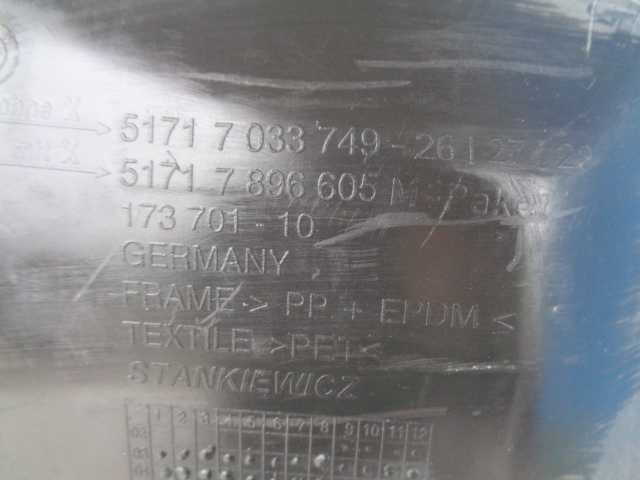 ohne X 5171 7 033 749 - 26 | 27 / 28
mit X 5171 7 896 605 M-Paket
173 701 - 10
GERMANY
FRAME > PP + EPDM <
TEXTILE >PET<
STANKIEWICZ
1 2 3 4 5 6 7 8 9 10 11 12